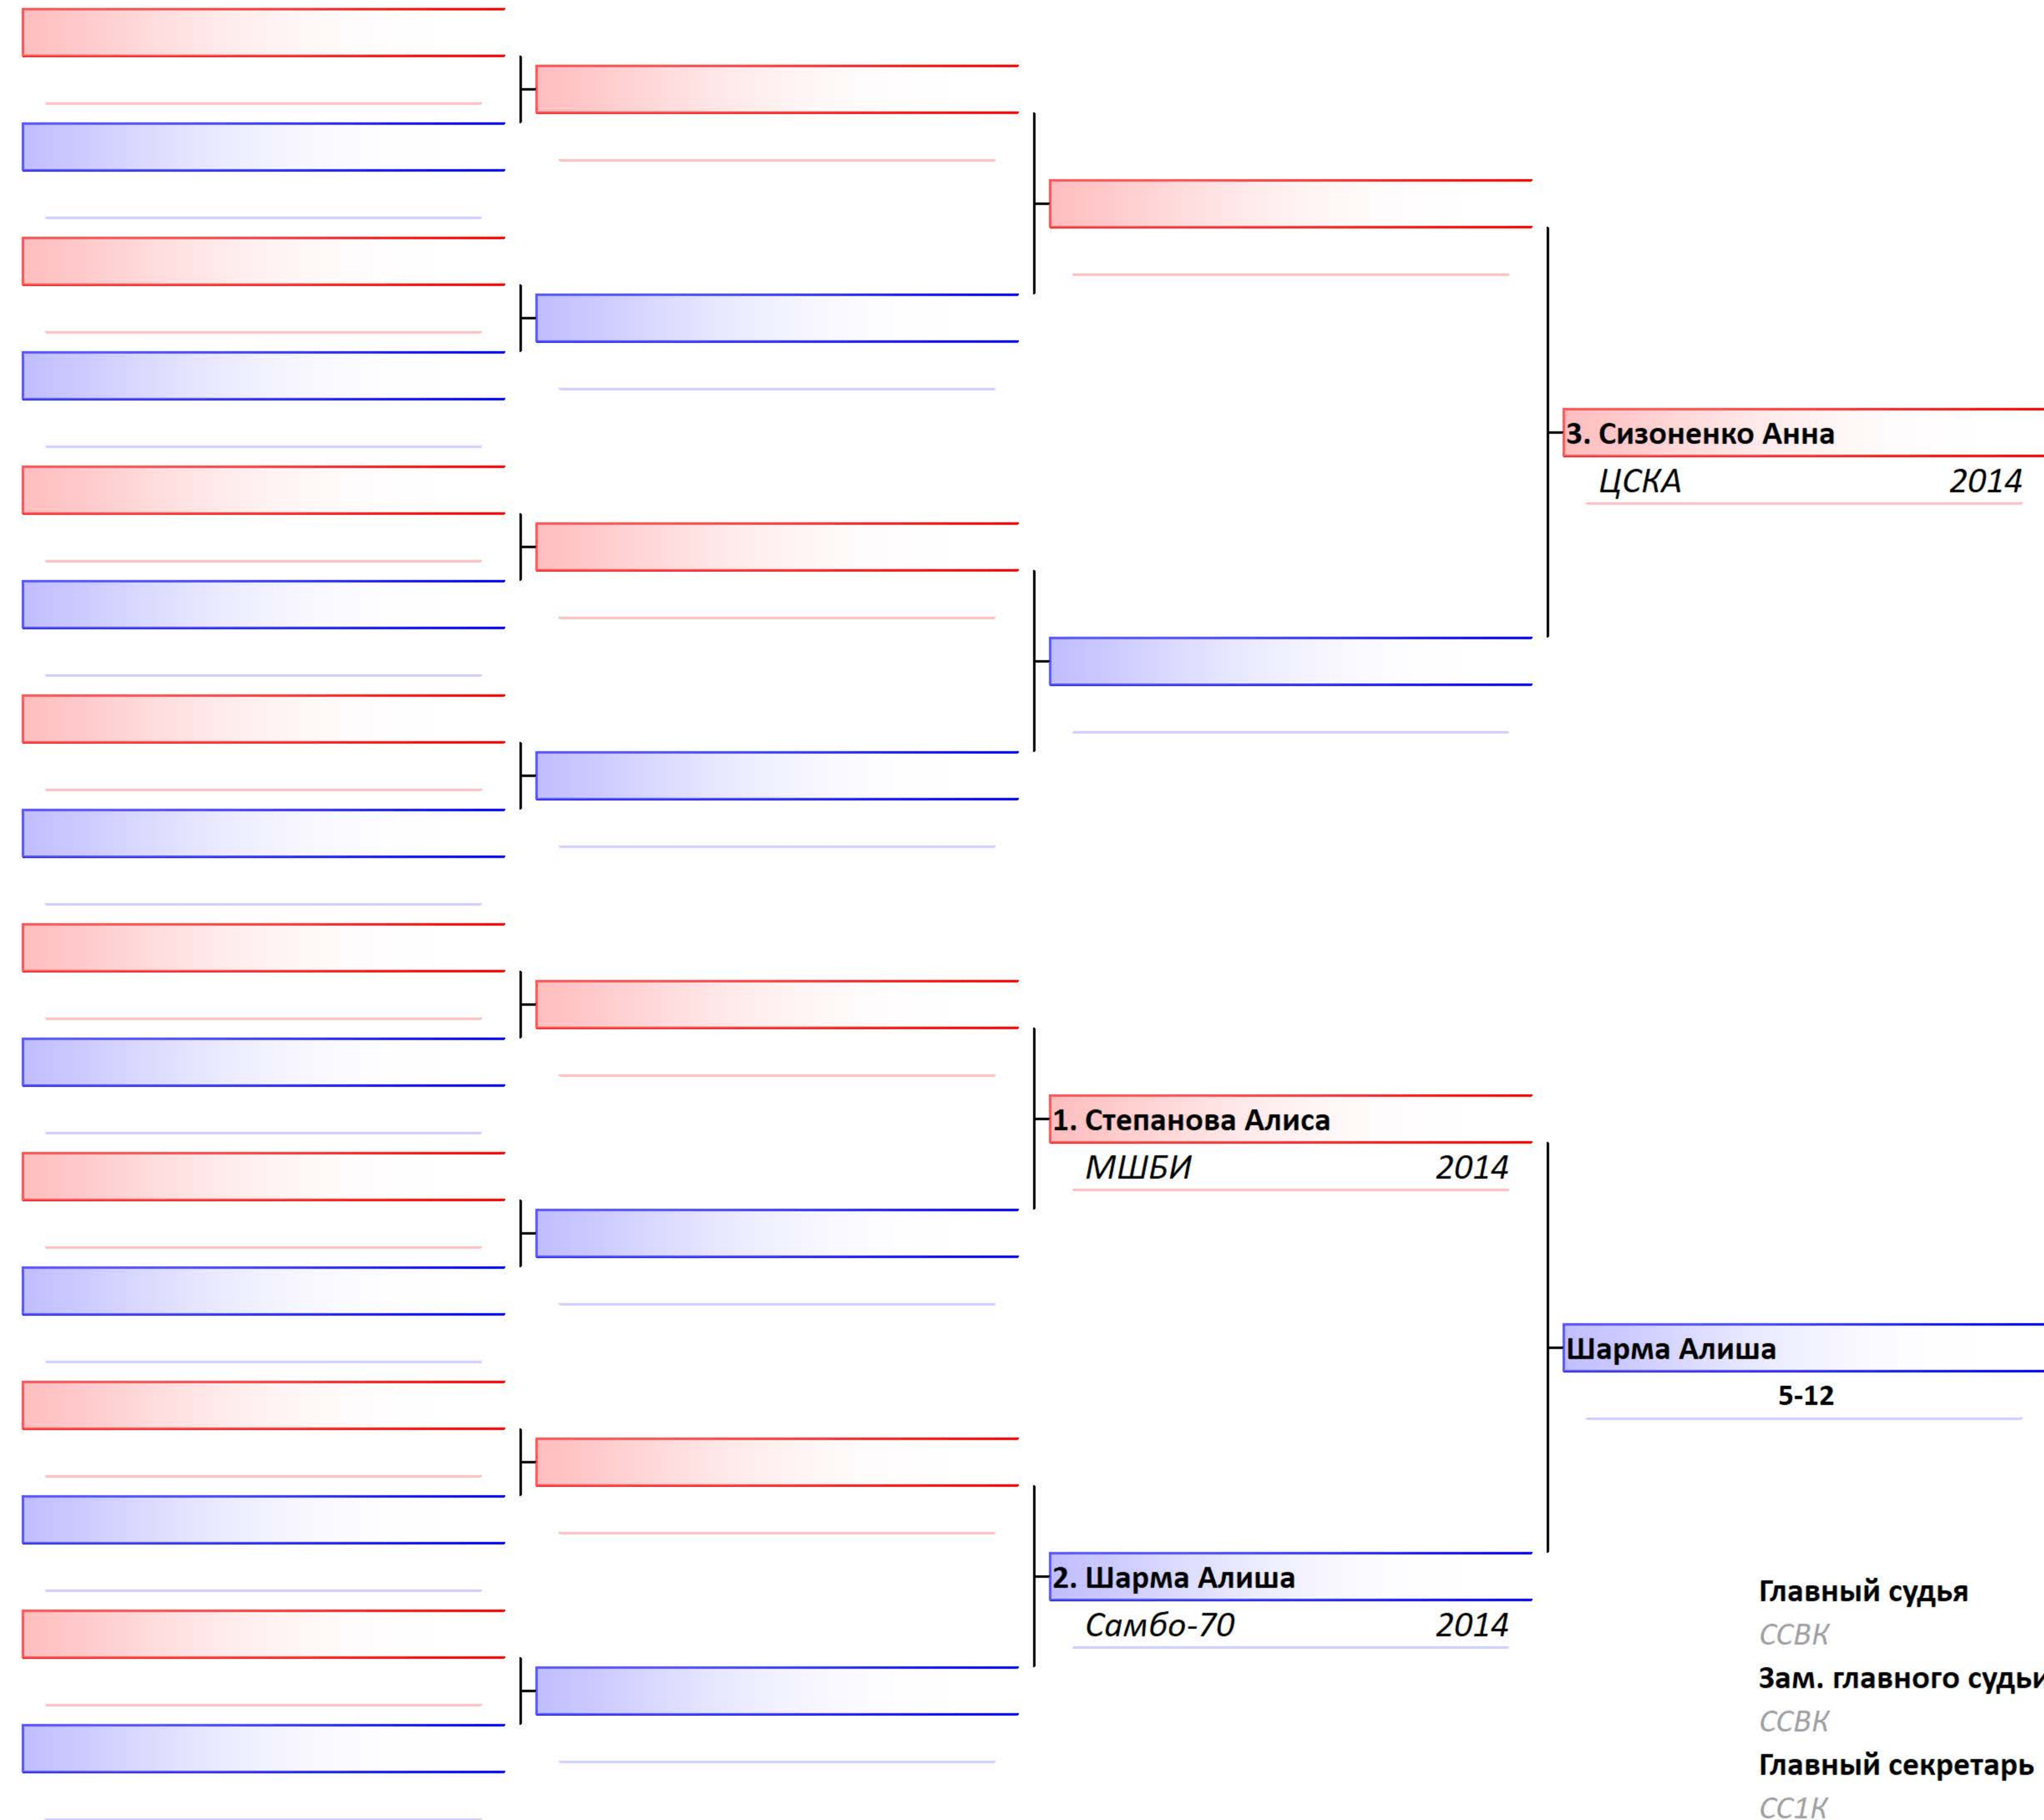 3. Сизоненко Анна
ЦСКА 2014
1. Степанова Алиса
МШБИ 2014
Шарма Алиша
5-12
2. Шарма Алиша
Самбо-70 2014
Главный судья
ССВК
Зам. главного судьи
ССВК
Главный секретарь
СС1К